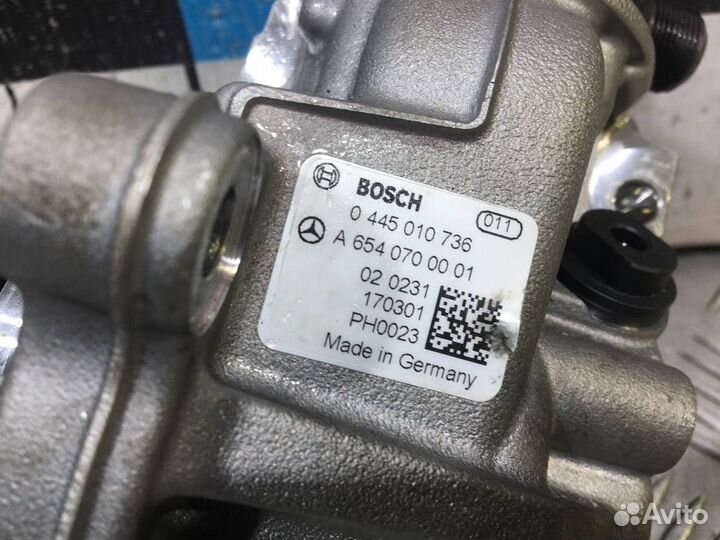 BOSCH
0 445 010 736 011
A 654 070 00 01
02 0231
170301
PH0023
Made in Germany
Avito